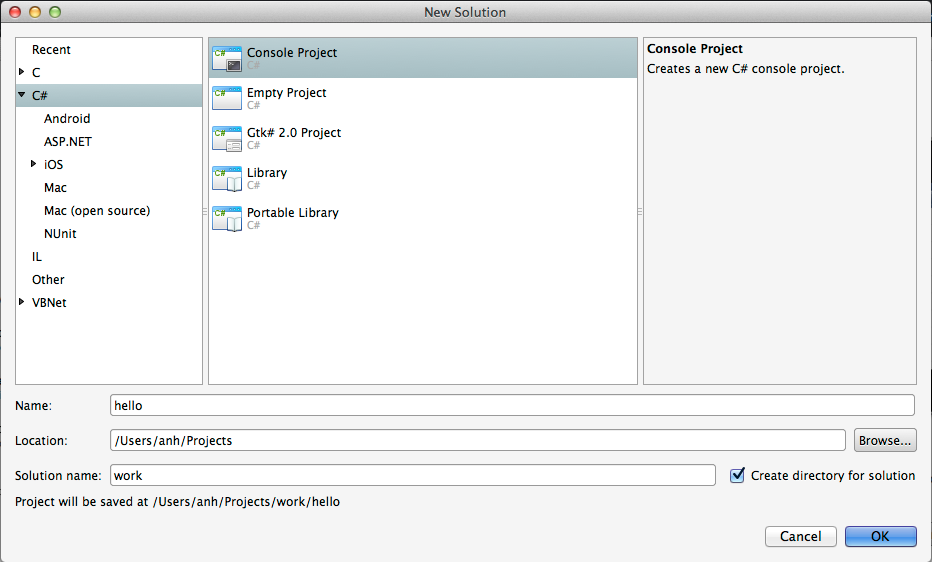 New Solution
Recent
C
C#
Android
ASP.NET
iOS
Mac
Mac (open source)
NUnit
IL
Other
VBNet
C# Console Project
C#
C# Empty Project
C#
C# Gtk# 2.0 Project
C#
C# Library
C#
C# Portable Library
C#
Console Project
Creates a new C# console project.
Name: hello
Location: /Users/anh/Projects Browse...
Solution name: work Create directory for solution
Project will be saved at /Users/anh/Projects/work/hello
Cancel OK